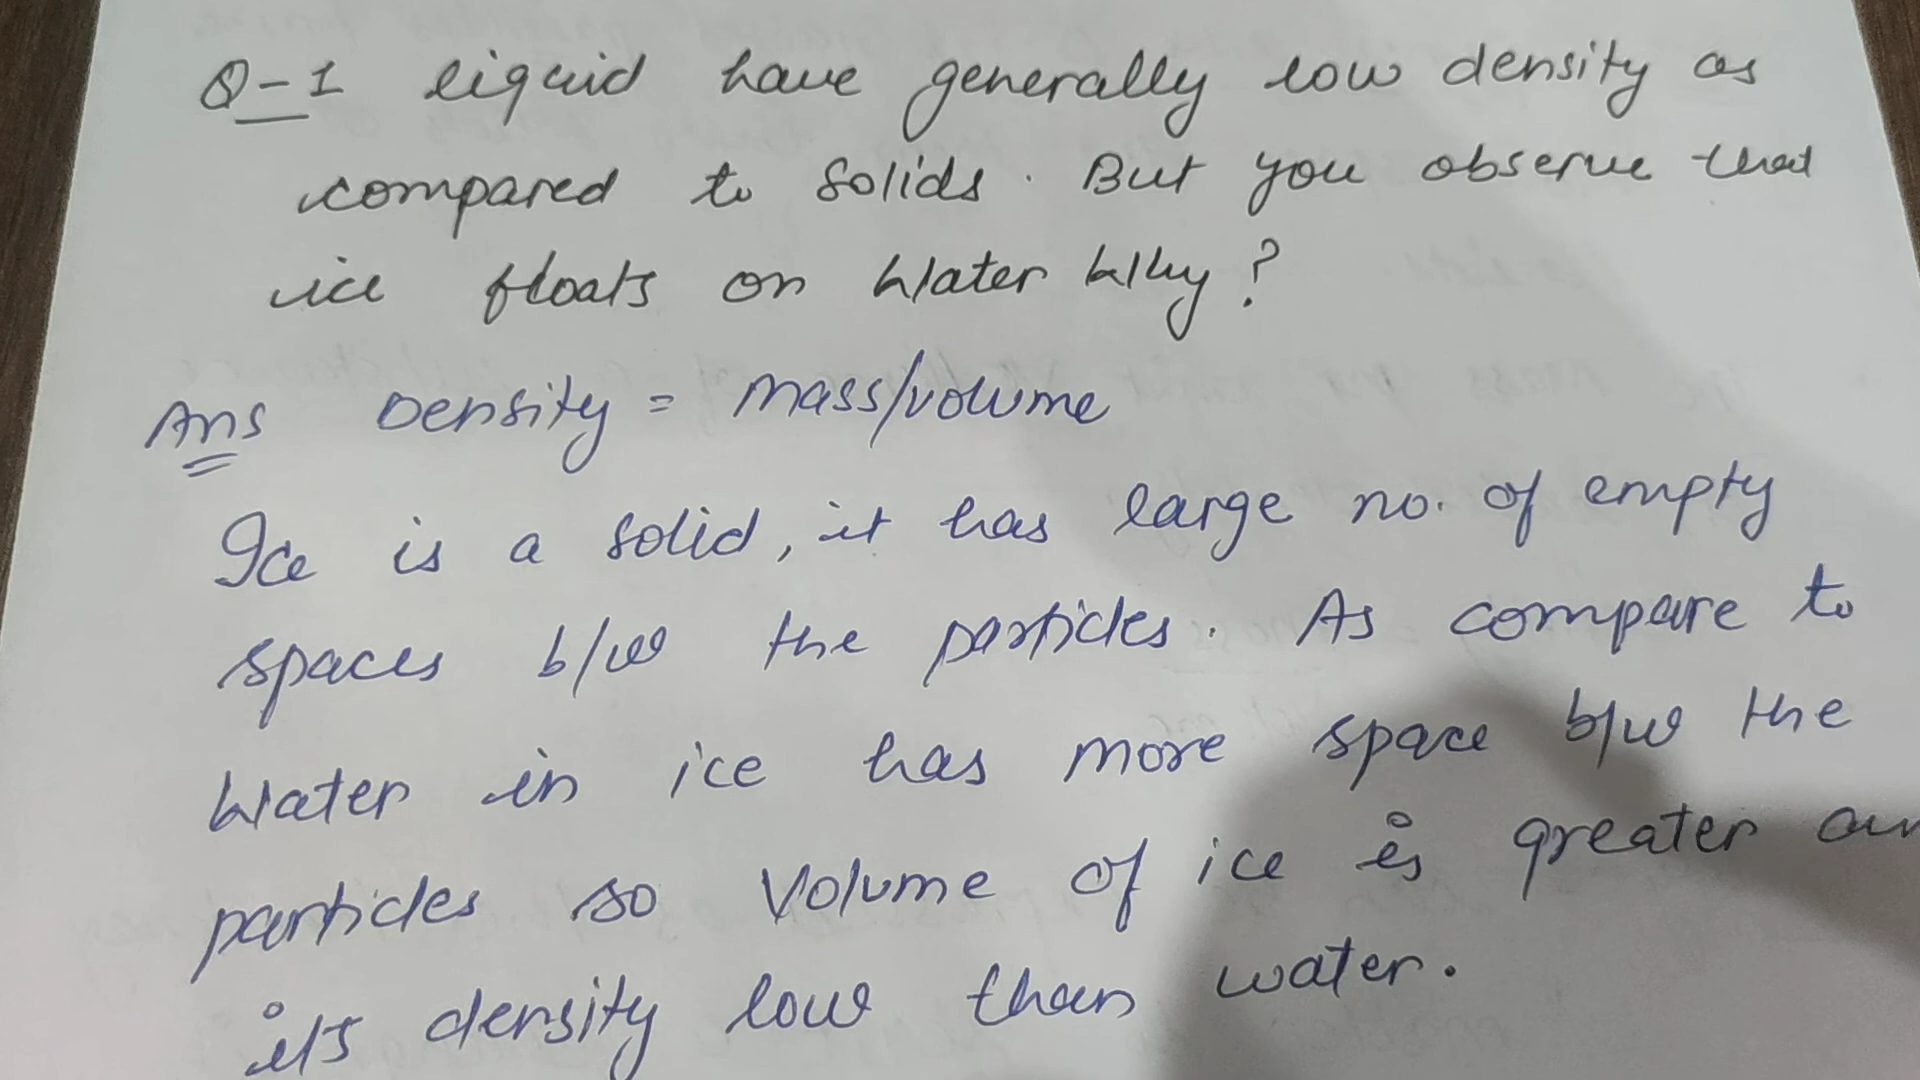 Q-1 liquid have generally low density as
compared to solids. But you observe that
ice floats on Water Why?
Ans Density = mass/volume
Ice is a solid, it has large no. of empty
spaces b/w the particles. As compare to
Water in ice has more space b/w the
particles so Volume of ice is greater
its density low than water.